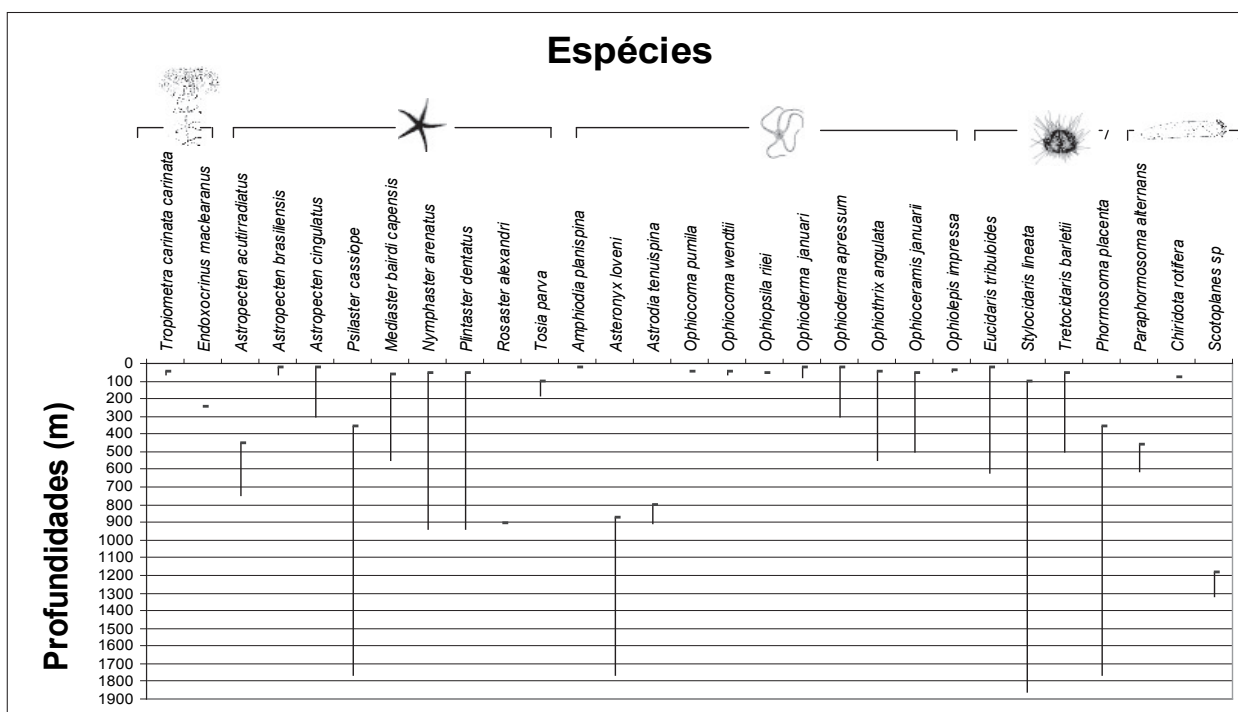 Espécies
Tropiometra carinata carinata
Endoxocrinus maclearanus
Astropecten acutirradiatus
Astropecten brasiliensis
Astropecten cingulatus
Psilaster cassiope
Mediaster bairdi capensis
Nymphaster arenatus
Plintaster dentatus
Rosaster alexandri
Tosia parva
Amphiodia planispina
Asteronyx loveni
Astrodia tenuispina
Ophiocoma pumila
Ophiocoma wendtii
Ophiopsila riiei
Ophioderma januari
Ophioderma apressum
Ophiothrix angulata
Ophioceramis januarii
Ophiolepis impressa
Eucidaris tribuloides
Stylocidaris lineata
Tretocidaris barletii
Phormosoma placenta
Paraphormosoma alternans
Chiridota rotifera
Scotoplanes sp
Profundidades (m)
0
100
200
300
400
500
600
700
800
900
1000
1100
1200
1300
1400
1500
1600
1700
1800
1900